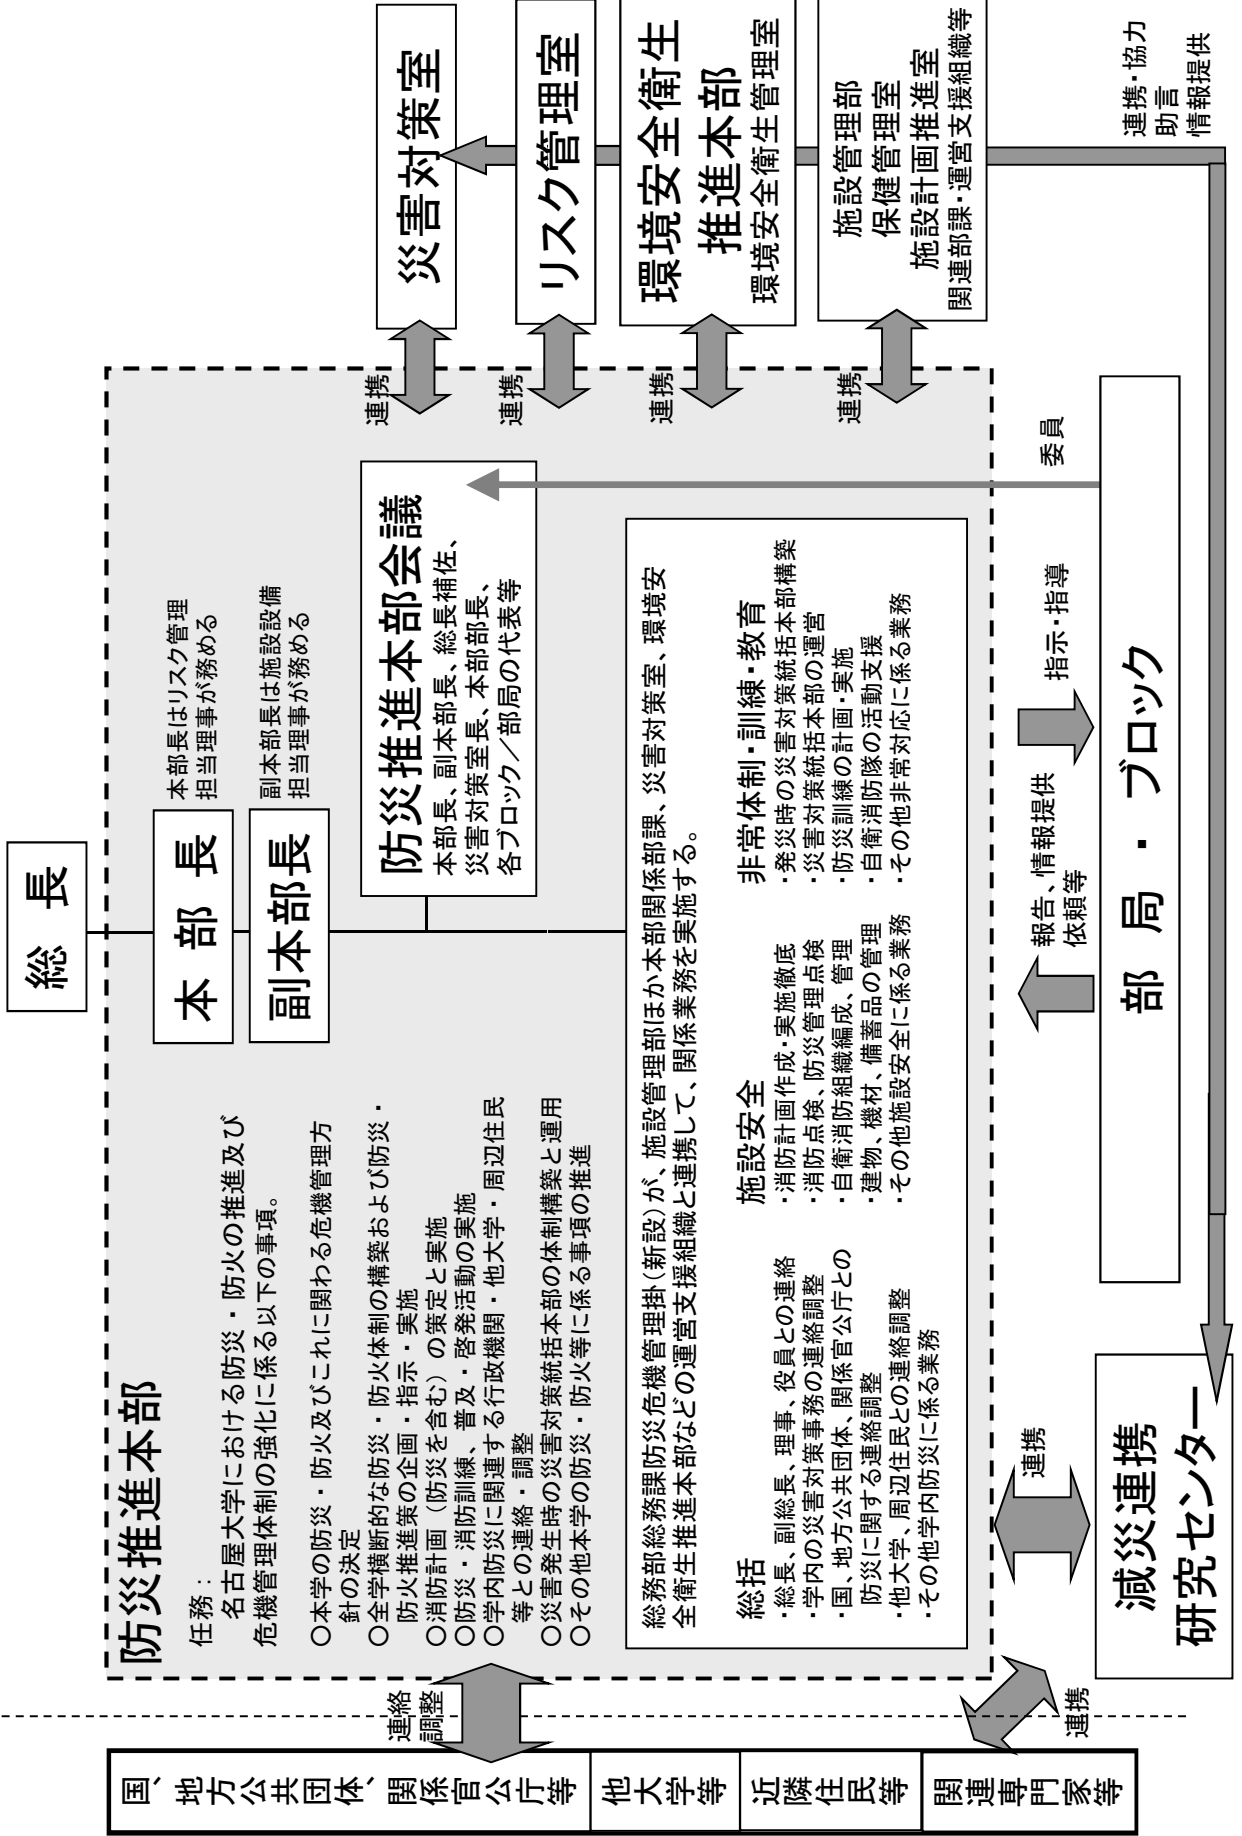 総 長
防災推進本部
任務：
名古屋大学における防災・防火の推進及び
危機管理体制の強化に係る以下の事項。
○本学の防災・防火及びこれに関わる危機管理方
針の決定
○全学横断的な防災・防火体制の構築および防災・
防火推進策の企画・指示・実施
○消防計画（防災を含む）の策定と実施
○防災・消防訓練、普及・啓発活動の実施
○学内防災に関連する行政機関・他大学・周辺住民
等との連絡・調整
○災害発生時の災害対策統括本部の体制構築と運用
○その他本学の防災・防火等に係る事項の推進
本 部 長
本部長はリスク管理
担当理事が務める
副本部長
副本部長は施設設備
担当理事が務める
防災推進本部会議
本部長、副本部長、総長補佐、
災害対策室長、本部部長、
各ブロック／部局の代表等
総務部総務課防災危機管理掛（新設）が、施設管理部ほか本部関係部課、災害対策室、環境安
全衛生推進本部などの運営支援組織と連携して、関係業務を実施する。
総括
・総長、副総長、理事、役員との連絡
・学内の災害対策事務の連絡調整
・国、地方公共団体、関係官公庁との
防災に関する連絡調整
・他大学、周辺住民との連絡調整
・その他学内防災に係る業務
施設安全
・消防計画作成・実施徹底
・消防点検、防災管理点検
・自衛消防組織編成、管理
・建物、機材、備蓄品の管理
・その他施設安全に係る業務
非常体制・訓練・教育
・発災時の災害対策統括本部構築
・災害対策統括本部の運営
・防災訓練の計画・実施
・自衛消防隊の活動支援
・その他非常対応に係る業務
連携
災害対策室
連携
リスク管理室
連携
環境安全衛生
推進本部
環境安全衛生管理室
連携
施設管理部
保健管理室
施設計画推進室
関連部課・運営支援組織等
連絡
調整
国、地方公共団体、関係官公庁等
他大学等
近隣住民等
関連専門家等
連携
連携
減災連携
研究センター
報告、情報提供
依頼等
指示・指導
委員
部 局 ・ ブロック
連携・協力
助言
情報提供